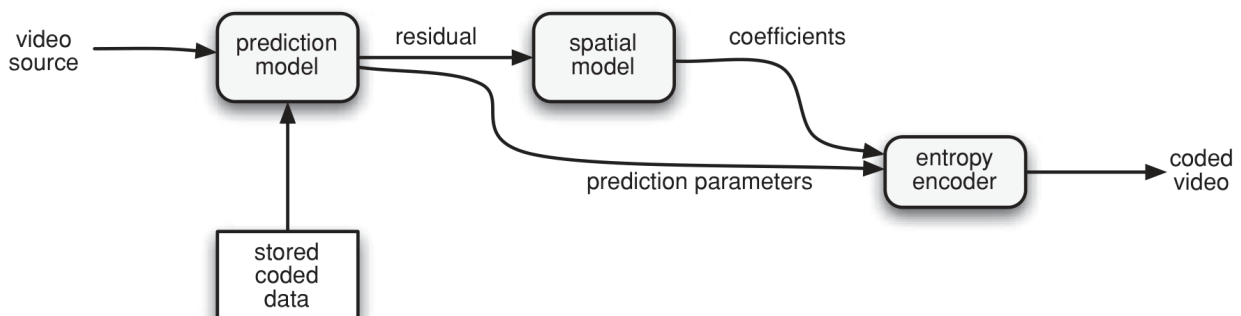 video
source
prediction
model
residual
spatial
model
coefficients
entropy
encoder
coded
video
prediction parameters
stored
coded
data